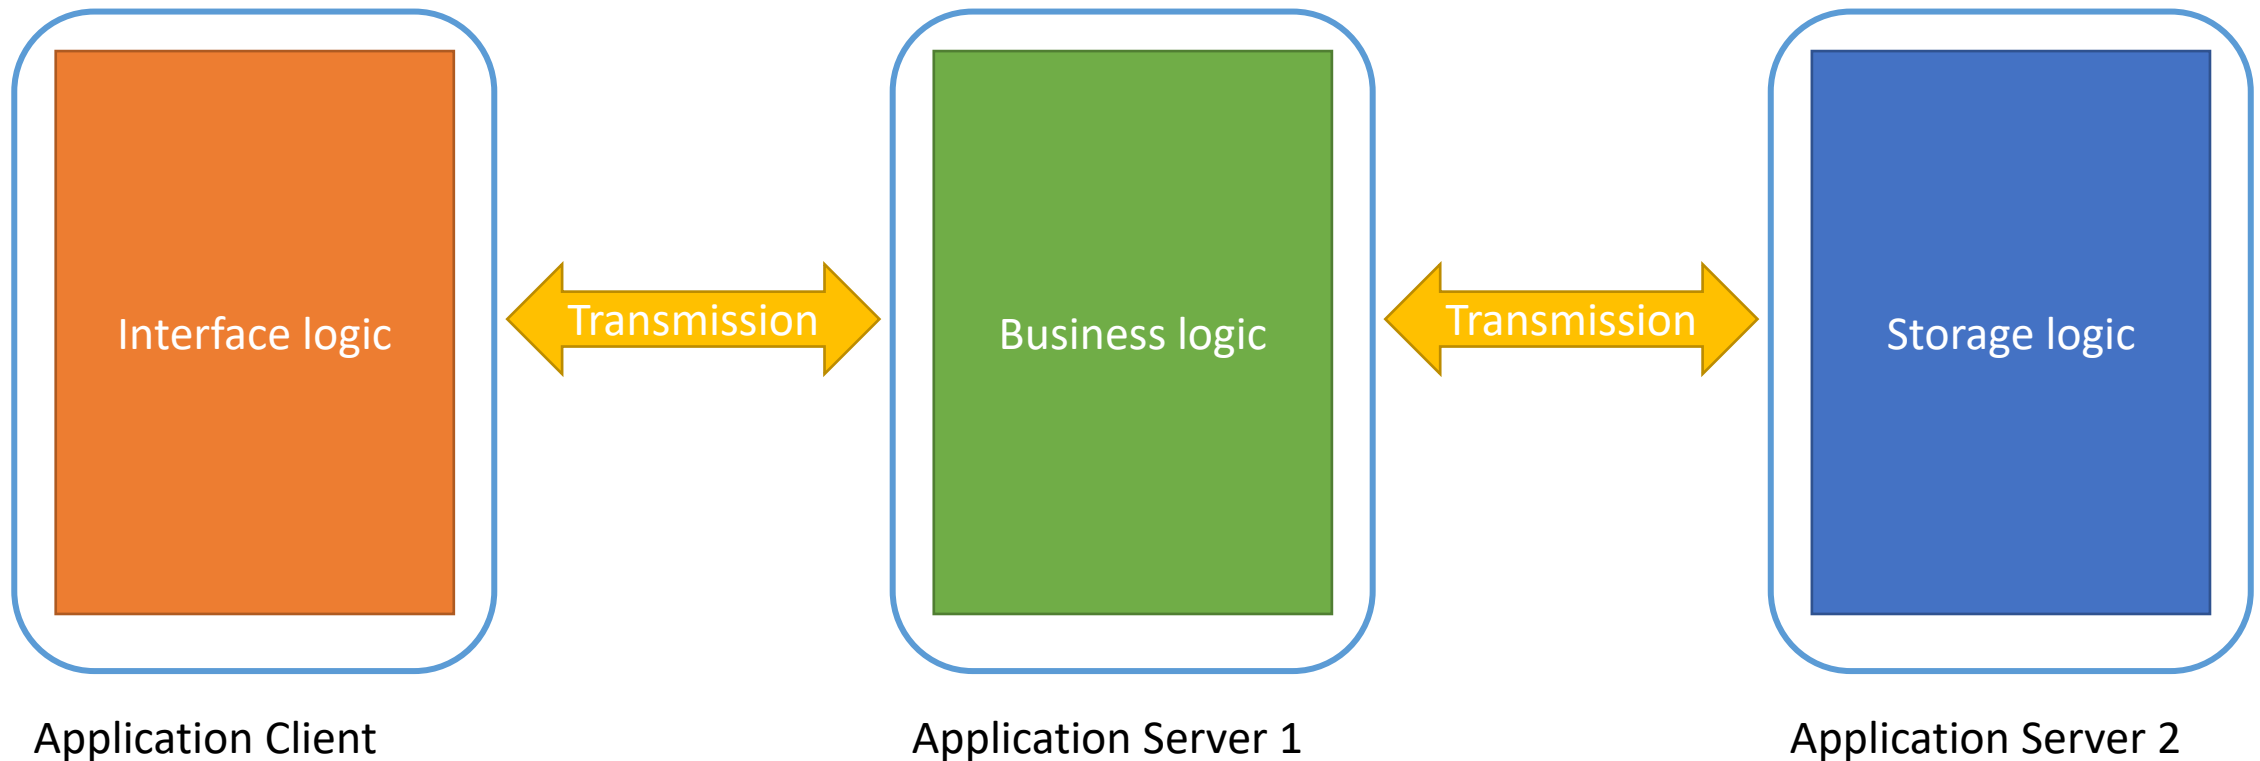 Interface logic
Transmission
Business logic
Transmission
Storage logic
Application Client
Application Server 1
Application Server 2